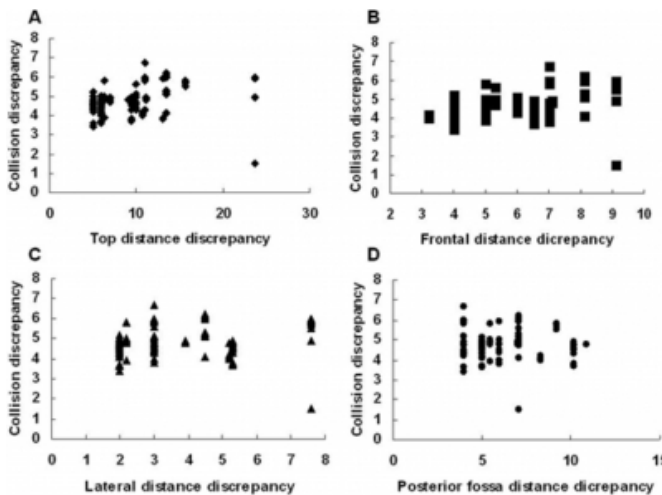 A
Collision discrepancy
8
7
6
5
4
3
2
1
0
0 10 20 30
Top distance discrepancy
B
Collision discrepancy
8
7
6
5
4
3
2
1
0
2 3 4 5 6 7 8 9 10
Frontal distance dicrepancy
C
Collision discrepancy
8
7
6
5
4
3
2
1
0
0 1 2 3 4 5 6 7 8
Lateral distance discrepancy
D
Collision discrepancy
8
7
6
5
4
3
2
1
0
0 5 10 15
Posterior fossa distance dicrepancy